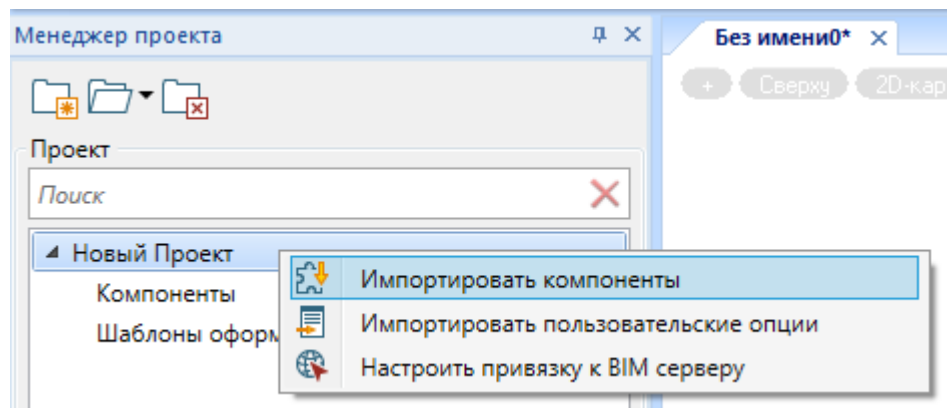 Менеджер проекта
Без имени0*
+ Сверху 2D-кар
Проект
Поиск
Новый Проект
Импортировать компоненты
Компоненты
Импортировать пользовательские опции
Шаблоны оформ
Настроить привязку к BIM серверу